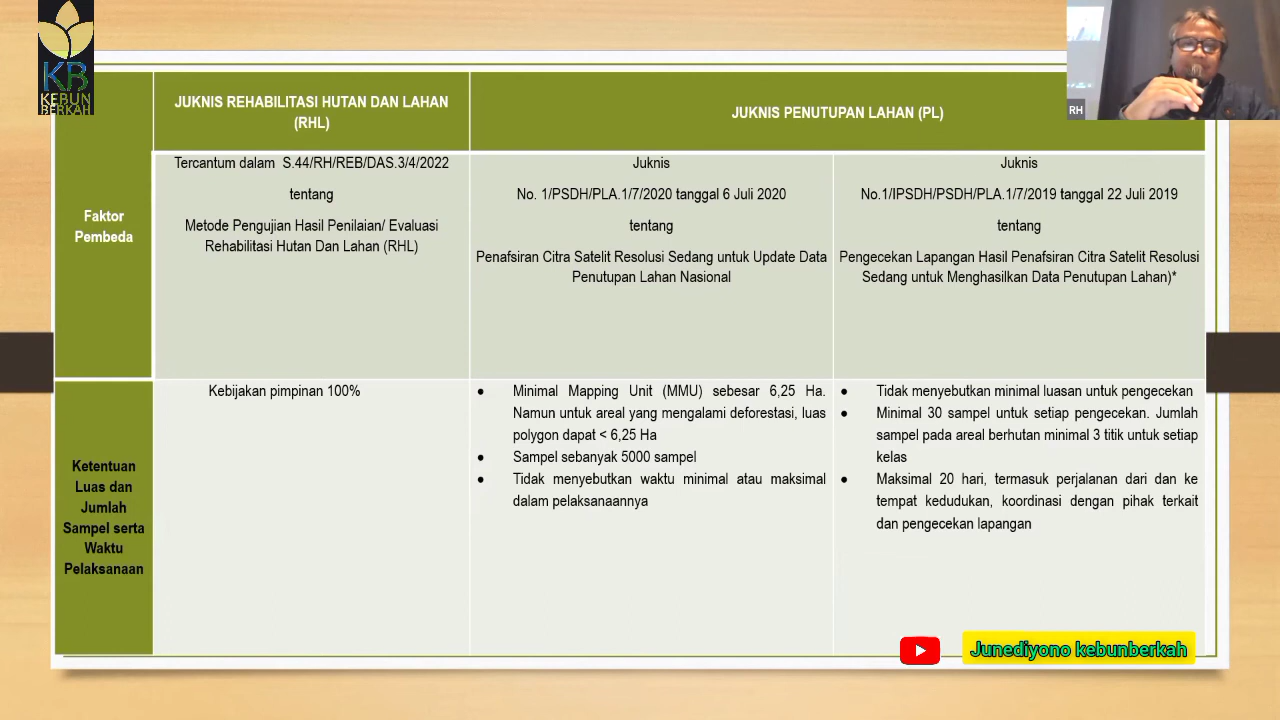 KB
KEBUN
BERKAH
RH
JUKNIS REHABILITASI HUTAN DAN LAHAN
(RHL)
JUKNIS PENUTUPAN LAHAN (PL)
Faktor
Pembeda
Tercantum dalam S.44/RH/REB/DAS.3/4/2022
tentang
Metode Pengujian Hasil Penilaian/ Evaluasi
Rehabilitasi Hutan Dan Lahan (RHL)
Juknis
No. 1/PSDH/PLA.1/7/2020 tanggal 6 Juli 2020
tentang
Penafsiran Citra Satelit Resolusi Sedang untuk Update Data
Penutupan Lahan Nasional
Juknis
No.1/IPSDH/PSDH/PLA.1/7/2019 tanggal 22 Juli 2019
tentang
Pengecekan Lapangan Hasil Penafsiran Citra Satelit Resolusi
Sedang untuk Menghasilkan Data Penutupan Lahan)*
Ketentuan
Luas dan
Jumlah
Sampel serta
Waktu
Pelaksanaan
Kebijakan pimpinan 100%
• Minimal Mapping Unit (MMU) sebesar 6,25 Ha.
Namun untuk areal yang mengalami deforestasi, luas
polygon dapat < 6,25 Ha
• Sampel sebanyak 5000 sampel
• Tidak menyebutkan waktu minimal atau maksimal
dalam pelaksanaannya
• Tidak menyebutkan minimal luasan untuk pengecekan
• Minimal 30 sampel untuk setiap pengecekan. Jumlah
sampel pada areal berhutan minimal 3 titik untuk setiap
kelas
• Maksimal 20 hari, termasuk perjalanan dari dan ke
tempat kedudukan, koordinasi dengan pihak terkait
dan pengecekan lapangan
Junediyono kebunberkah